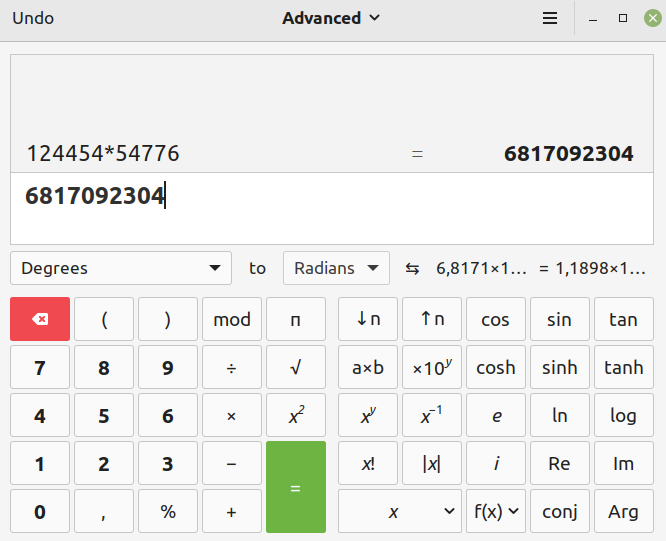 Undo Advanced
124454*54776 = 6817092304
6817092304
Degrees to Radians ⇆ 6,8171×1… = 1,1898×1…
( ) mod π ↓n ↑n cos sin tan
7 8 9 ÷ √ a×b ×10^y cosh sinh tanh
4 5 6 × x² x^y x⁻¹ e ln log
1 2 3 − = x! |x| i Re Im
0 , % + x f(x) conj Arg